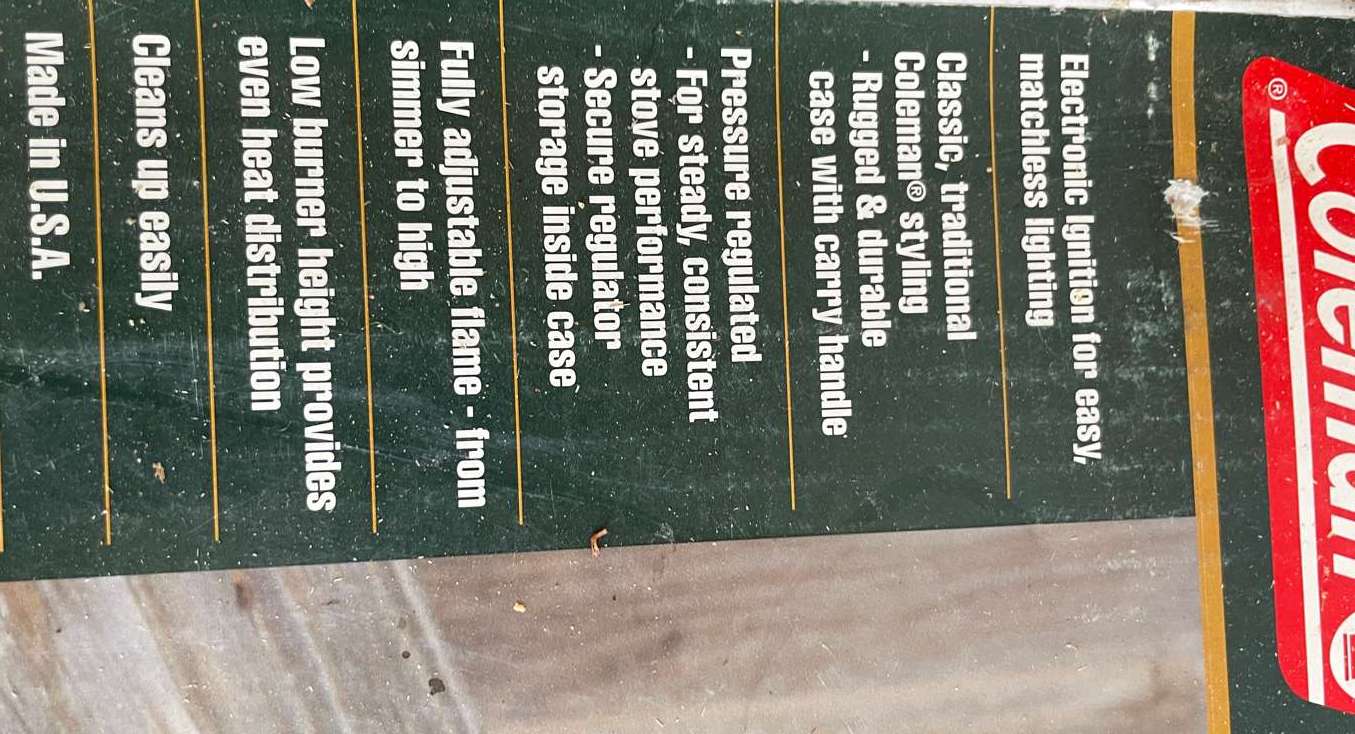 Coleman
®
Electronic Ignition for easy,
matchless lighting
Classic, traditional
Coleman® styling
- Rugged & durable
case with carry handle
Pressure regulated
- For steady, consistent
stove performance
- Secure regulator
storage inside case
Fully adjustable flame - from
simmer to high
Low burner height provides
even heat distribution
Cleans up easily
Made in U.S.A.